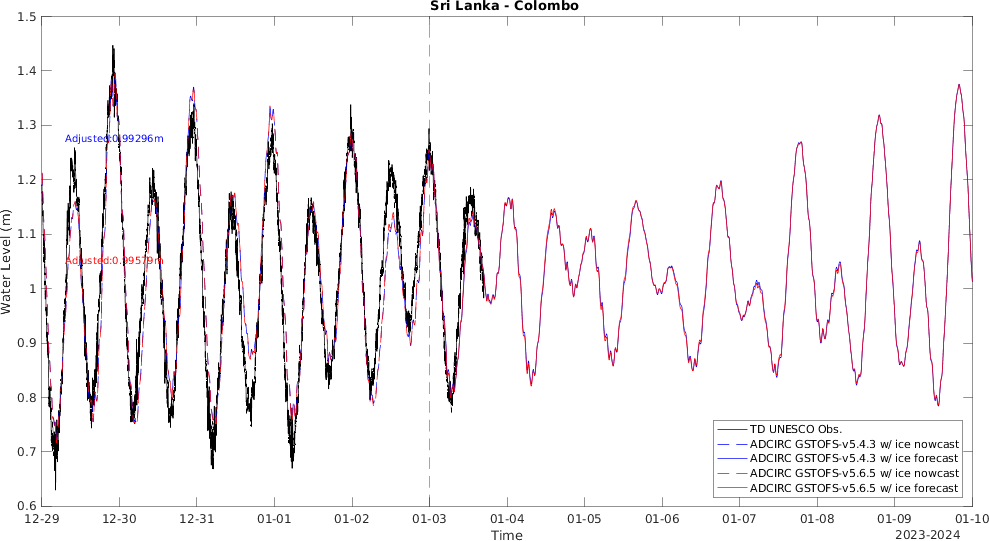 Sri Lanka - Colombo
1.5
1.4
1.3
1.2
1.1
1
0.9
0.8
0.7
0.6
Water Level (m)
Adjusted:0.99296m
Adjusted:0.99579m
TD UNESCO Obs.
ADCIRC GSTOFS-v5.4.3 w/ ice nowcast
ADCIRC GSTOFS-v5.4.3 w/ ice forecast
ADCIRC GSTOFS-v5.6.5 w/ ice nowcast
ADCIRC GSTOFS-v5.6.5 w/ ice forecast
12-29 12-30 12-31 01-01 01-02 01-03 01-04 01-05 01-06 01-07 01-08 01-09 01-10
Time
2023-2024